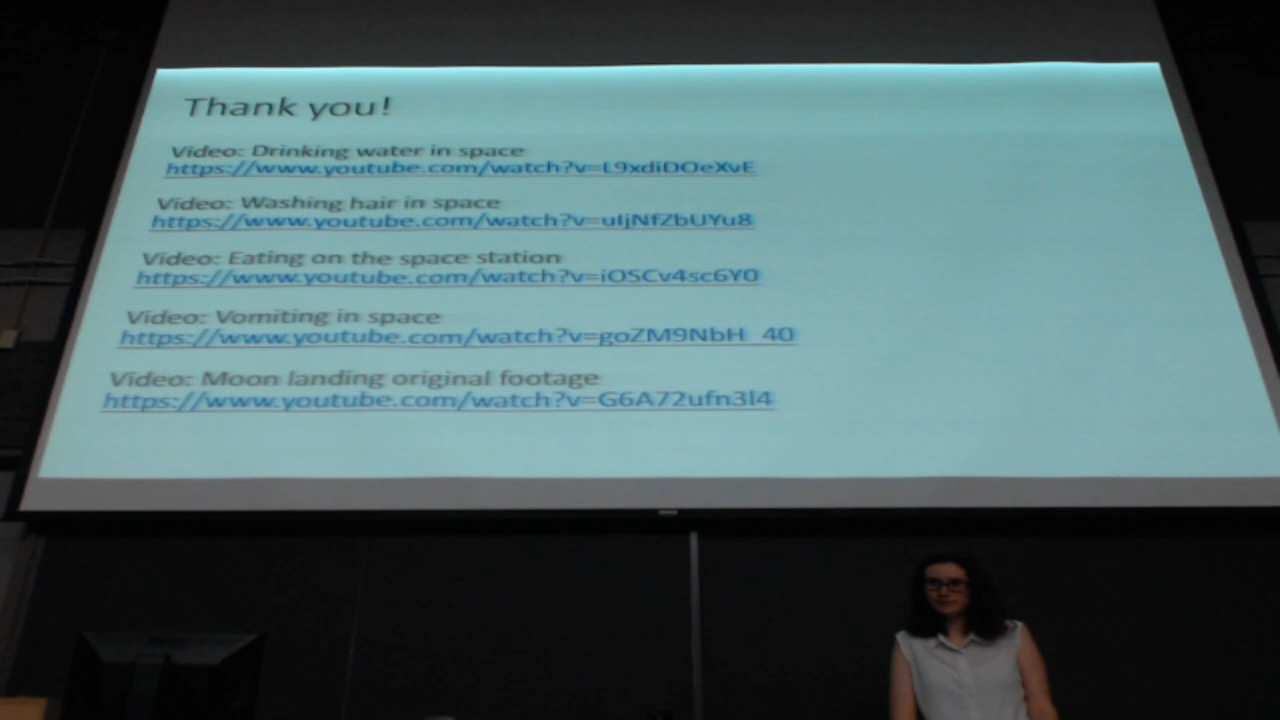 Thank you!
Video: Drinking water in space
https://www.youtube.com/watch?v=L9xdiDOeXvE
Video: Washing hair in space
https://www.youtube.com/watch?v=uIjNfZbUYu8
Video: Eating on the space station
https://www.youtube.com/watch?v=iOSCv4sc6Y0
Video: Vomiting in space
https://www.youtube.com/watch?v=goZM9NbH_40
Video: Moon landing original footage
https://www.youtube.com/watch?v=G6A72ufn3l4